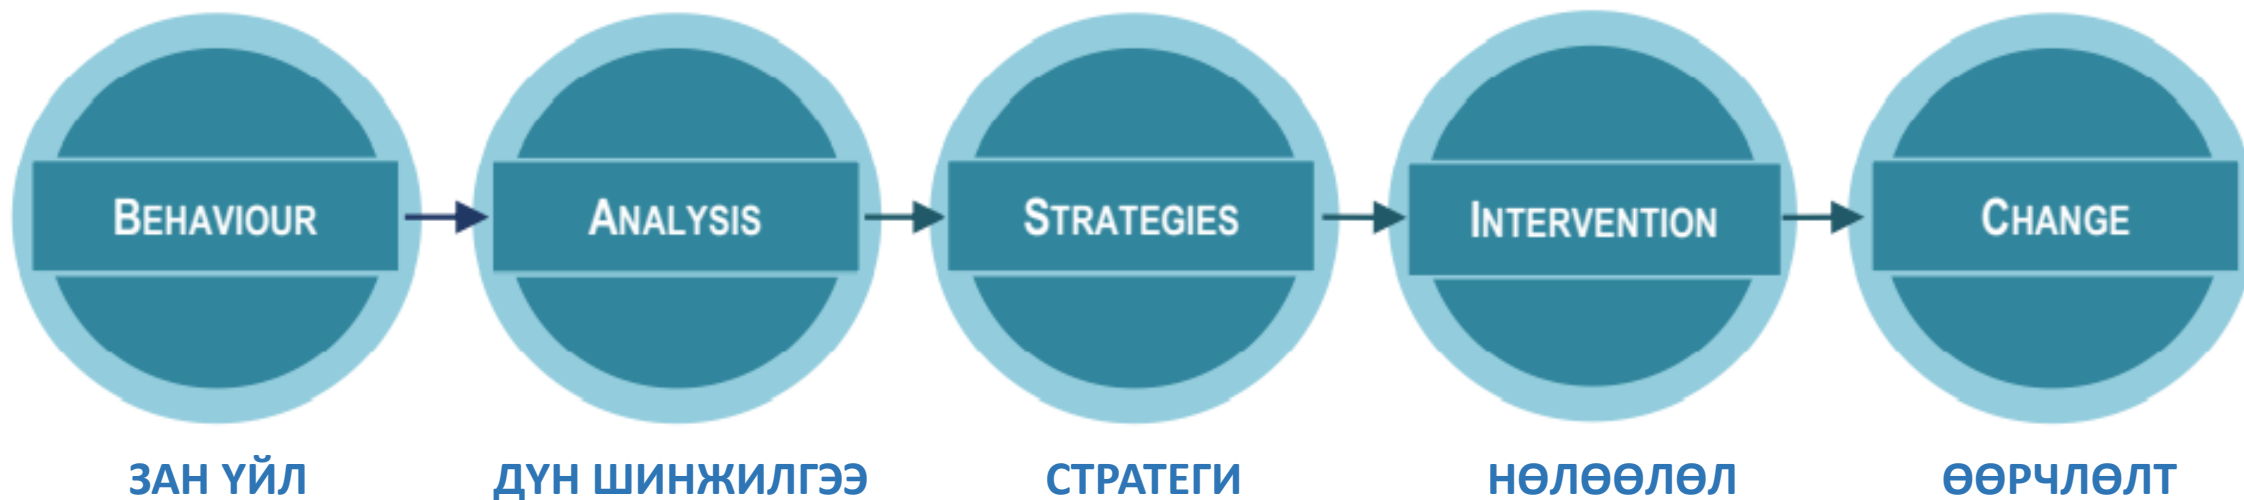 BEHAVIOUR
ANALYSIS
STRATEGIES
INTERVENTION
CHANGE
ЗАН ҮЙЛ
ДҮН ШИНЖИЛГЭЭ
СТРАТЕГИ
НӨЛӨӨЛӨЛ
ӨӨРЧЛӨЛТ